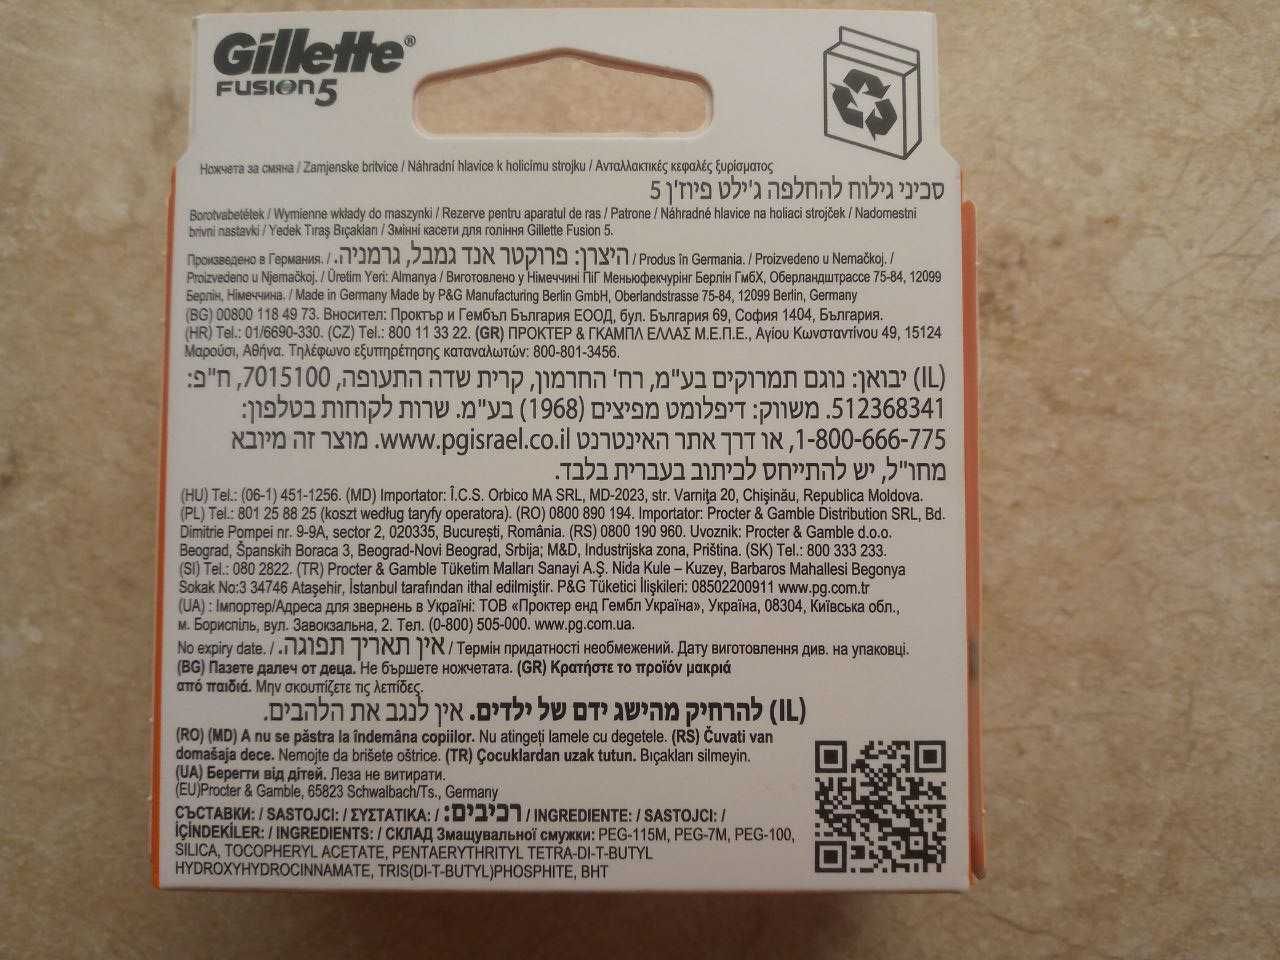 Gillette®
FUSION5
Ножчета за смяна / Zamjenske britvice / Náhradní hlavice k holicímu strojku / Ανταλλακτικές κεφαλές ξυρίσματος
סכיני גילוח להחלפה ג'ילט פיוז'ן 5
Borotvabetétek / Wymienne wkłady do maszynki / Rezerve pentru aparatul de ras / Patrone / Náhradné hlavice na holiaci strojček / Nadomestni
brivni nastavki / Yedek Tıraş Bıçakları / Змінні касети для гоління Gillette Fusion 5.
Произведено в Германия. / היצרן: פרוקטר אנד גמבל, גרמניה. / Produs în Germania. / Proizvedeno u Nemačkoj. /
Proizvedeno u Njemačkoj. / Üretim Yeri: Almanya / Виготовлено у Німеччині ПіГ Меньюфекчурінг Берлін ГмбХ, Оберландштрассе 75-84, 12099
Берлін, Німеччина. / Made in Germany Made by P&G Manufacturing Berlin GmbH, Oberlandstrasse 75-84, 12099 Berlin, Germany
(BG) 00800 118 49 73. Вносител: Проктър и Гембъл България ЕООД, бул. България 69, София 1404, България.
(HR) Tel.: 01/6690-330. (CZ) Tel.: 800 11 33 22. (GR) ΠΡΟΚΤΕΡ & ΓΚΑΜΠΛ ΕΛΛΑΣ Μ.Ε.Π.Ε., Αγίου Κωνσταντίνου 49, 15124
Μαρούσι, Αθήνα. Τηλέφωνο εξυπηρέτησης καταναλωτών: 800-801-3456.
(IL) יבואן: נוגם תמרוקים בע"מ, רח' החרמון, קרית שדה התעופה, 7015100, ח"פ:
512368341. משווק: דיפלומט מפיצים (1968) בע"מ. שרות לקוחות בטלפון:
1-800-666-775, או דרך אתר האינטרנט www.pgisrael.co.il. מוצר זה מיובא
מחו"ל, יש להתייחס לכיתוב בעברית בלבד.
(HU) Tel.: (06-1) 451-1256. (MD) Importator: Î.C.S. Orbico MA SRL, MD-2023, str. Varniţa 20, Chişinău, Republica Moldova.
(PL) Tel.: 801 25 88 25 (koszt według taryfy operatora). (RO) 0800 890 194. Importator: Procter & Gamble Distribution SRL, Bd.
Dimitrie Pompei nr. 9-9A, sector 2, 020335, Bucureşti, România. (RS) 0800 190 960. Uvoznik: Procter & Gamble d.o.o.
Beograd, Španskih Boraca 3, Beograd-Novi Beograd, Srbija; M&D, Industrijska zona, Priština. (SK) Tel.: 800 333 233.
(SI) Tel.: 080 2822. (TR) Procter & Gamble Tüketim Malları Sanayi A.Ş. Nida Kule – Kuzey, Barbaros Mahallesi Begonya
Sokak No:3 34746 Ataşehir, İstanbul tarafından ithal edilmiştir. P&G Tüketici İlişkileri: 08502200911 www.pg.com.tr
(UA) : Імпортер/Адреса для звернень в Україні: ТОВ «Проктер енд Гембл Україна», Україна, 08304, Київська обл.,
м. Бориспіль, вул. Завокзальна, 2. Тел. (0-800) 505-000. www.pg.com.ua.
No expiry date. / אין תאריך תפוגה. / Термін придатності необмежений. Дату виготовлення див. на упаковці.
(BG) Пазете далеч от деца. Не бършете ножчетата. (GR) Κρατήστε το προϊόν μακριά
από παιδιά. Μην σκουπίζετε τις λεπίδες.
(IL) להרחיק מהישג ידם של ילדים. אין לנגב את הלהבים.
(RO) (MD) A nu se păstra la îndemâna copiilor. Nu atingeţi lamele cu degetele. (RS) Čuvati van
domašaja dece. Nemojte da brišete oštrice. (TR) Çocuklardan uzak tutun. Bıçakları silmeyin.
(UA) Берегти від дітей. Леза не витирати.
(EU)Procter & Gamble, 65823 Schwalbach/Ts., Germany
СЪСТАВКИ: / SASTOJCI: / ΣΥΣΤΑΤΙΚΑ: / רכיבים: / INGREDIENTE: / SASTOJCI: /
İÇİNDEKİLER: / INGREDIENTS: / СКЛАД Змащувальної смужки: PEG-115M, PEG-7M, PEG-100,
SILICA, TOCOPHERYL ACETATE, PENTAERYTHRITYL TETRA-DI-T-BUTYL
HYDROXYHYDROCINNAMATE, TRIS(DI-T-BUTYL)PHOSPHITE, BHT